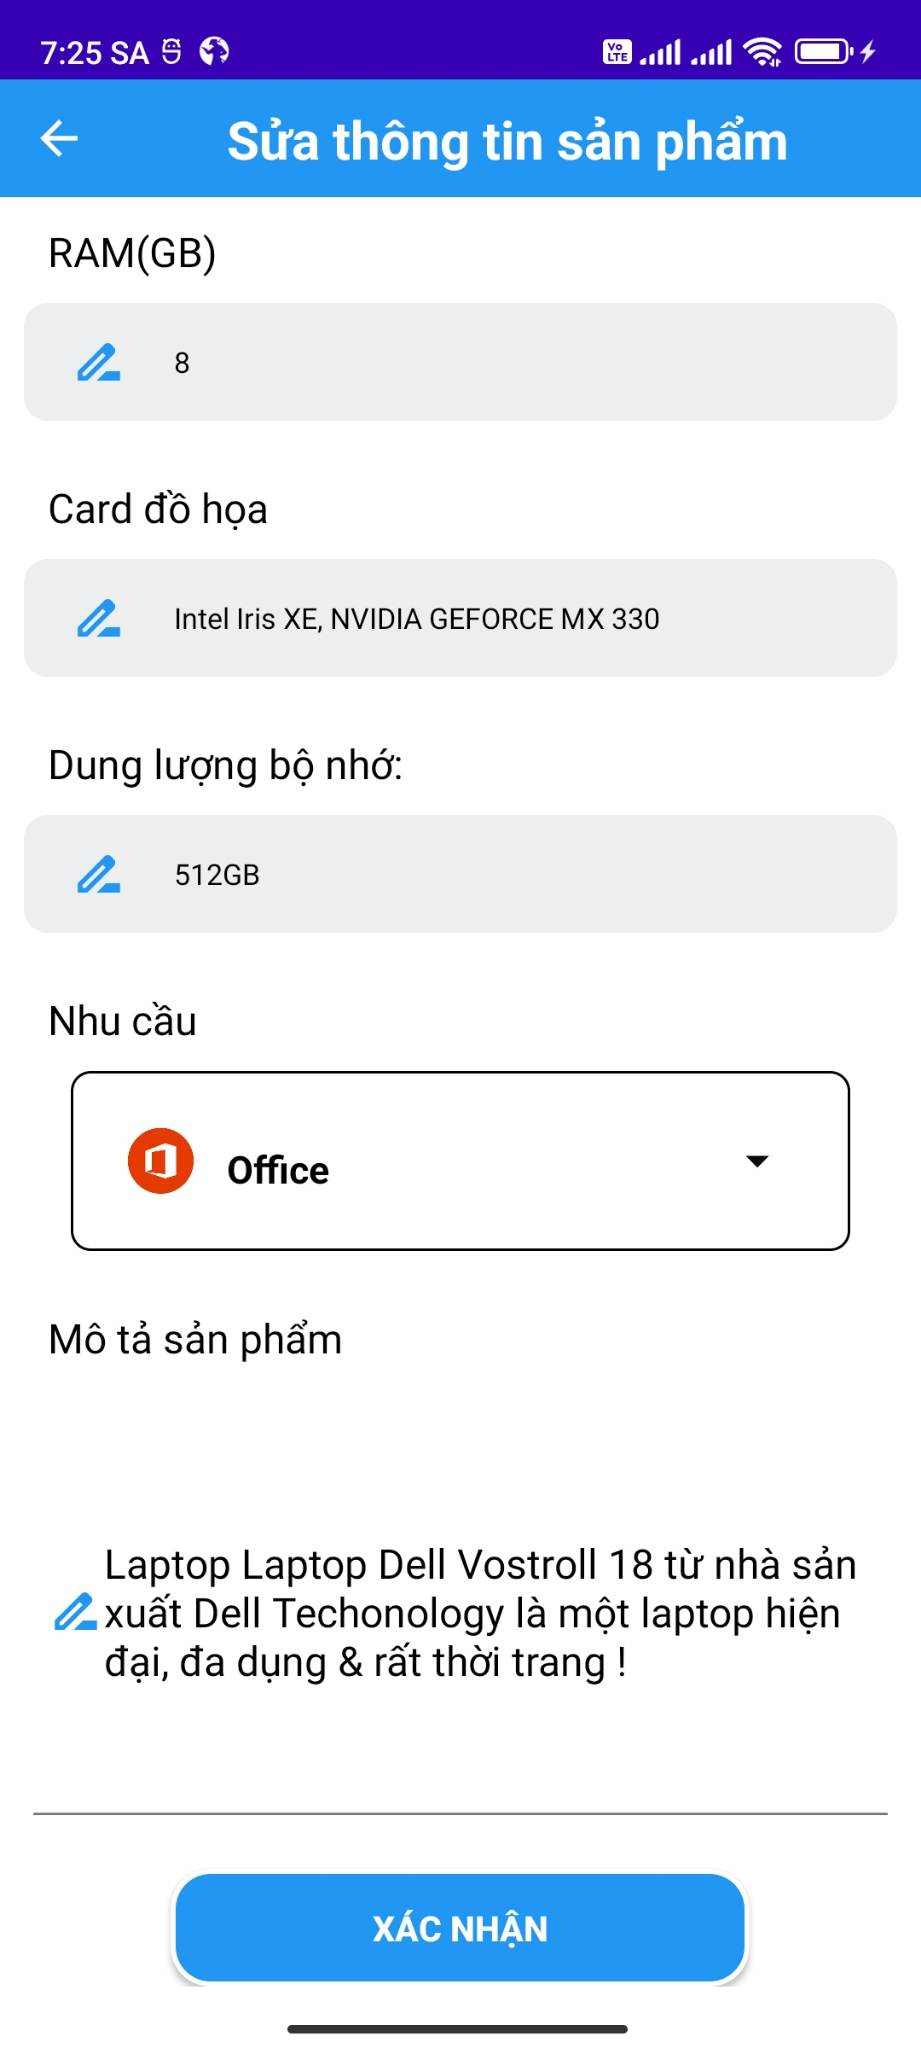 7:25 SA
Vo
LTE
Sửa thông tin sản phẩm
RAM(GB)
8
Card đồ họa
Intel Iris XE, NVIDIA GEFORCE MX 330
Dung lượng bộ nhớ:
512GB
Nhu cầu
Office
Mô tả sản phẩm
Laptop Laptop Dell Vostroll 18 từ nhà sản
xuất Dell Techonology là một laptop hiện
đại, đa dụng & rất thời trang !
XÁC NHẬN